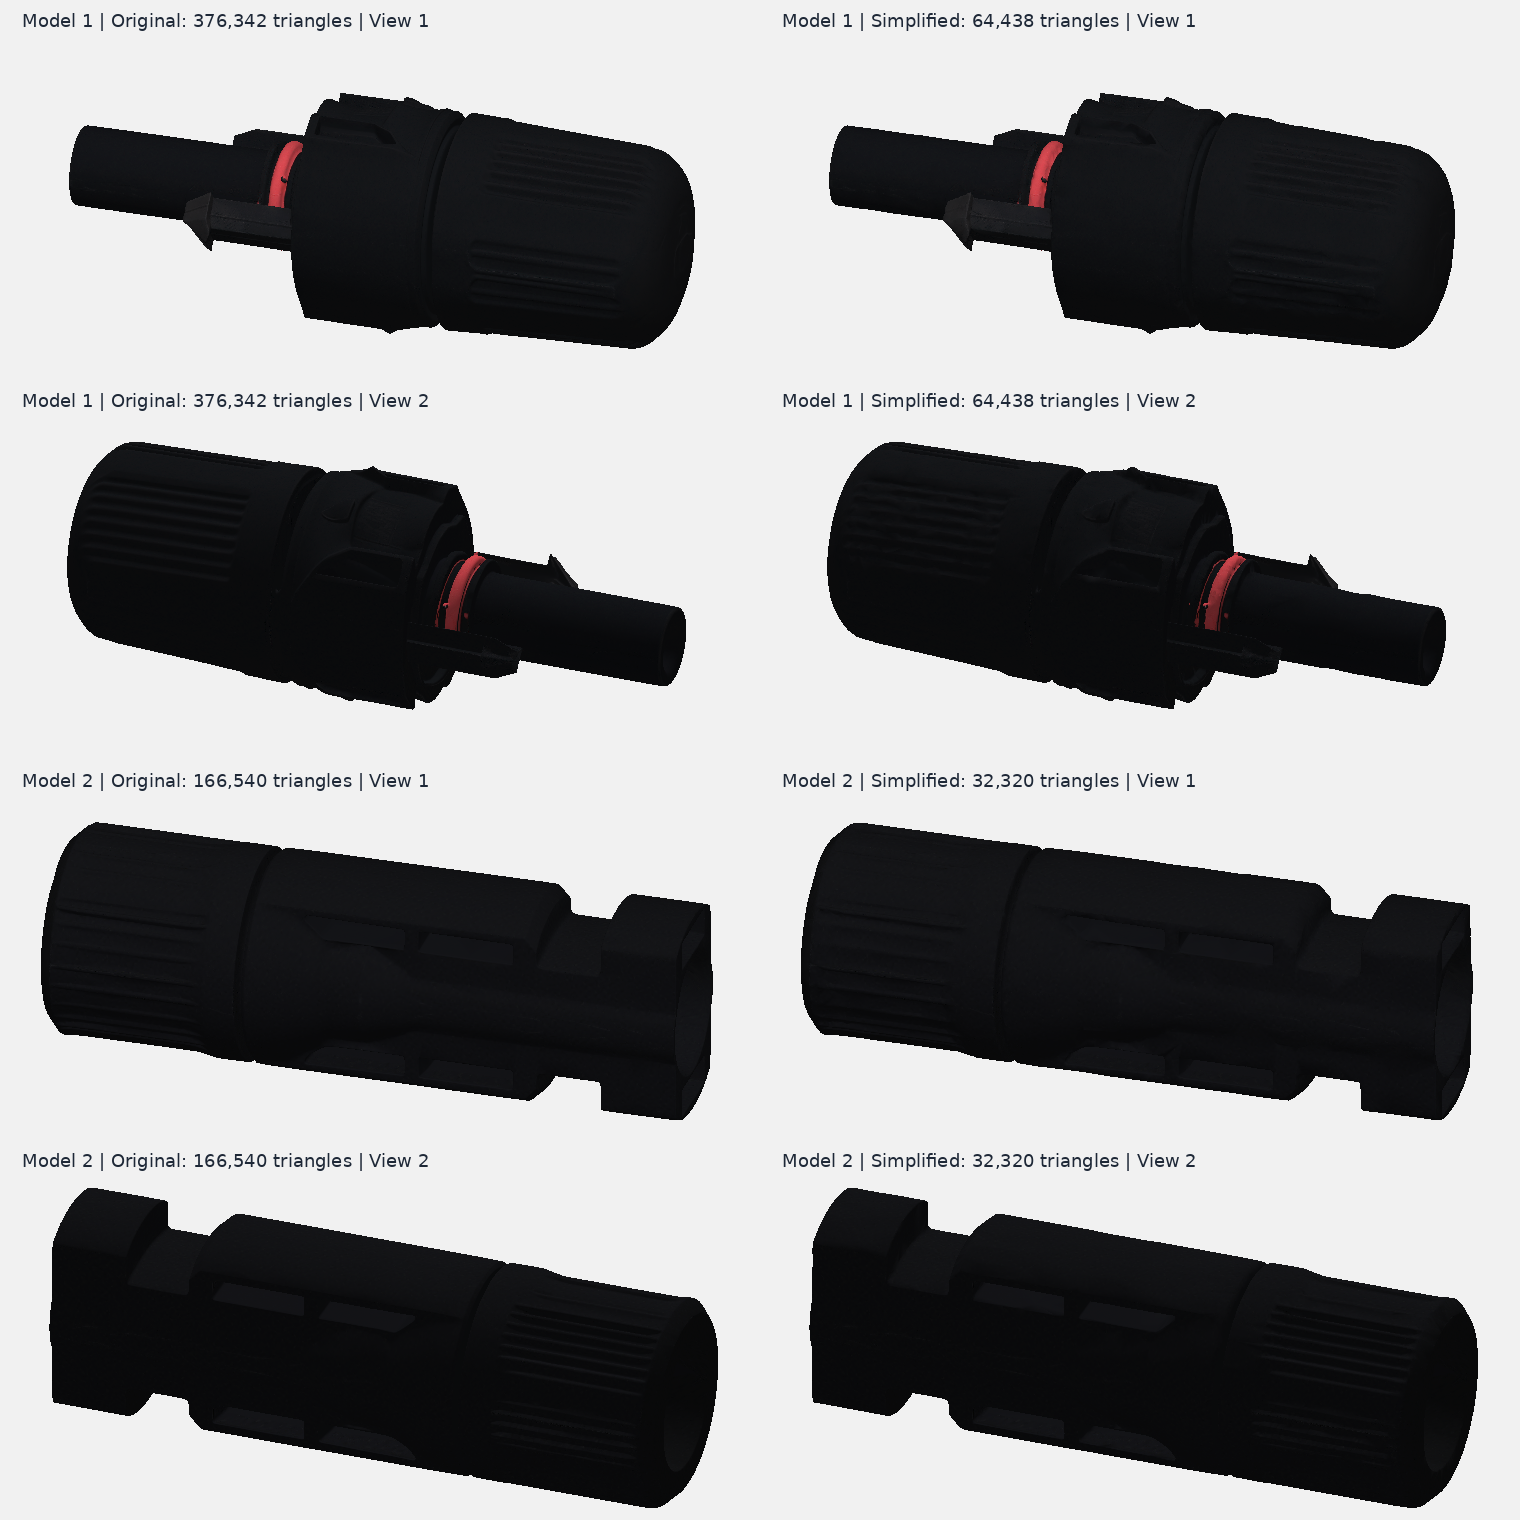 Model 1 | Original: 376,342 triangles | View 1
Model 1 | Simplified: 64,438 triangles | View 1
Model 1 | Original: 376,342 triangles | View 2
Model 1 | Simplified: 64,438 triangles | View 2
Model 2 | Original: 166,540 triangles | View 1
Model 2 | Simplified: 32,320 triangles | View 1
Model 2 | Original: 166,540 triangles | View 2
Model 2 | Simplified: 32,320 triangles | View 2